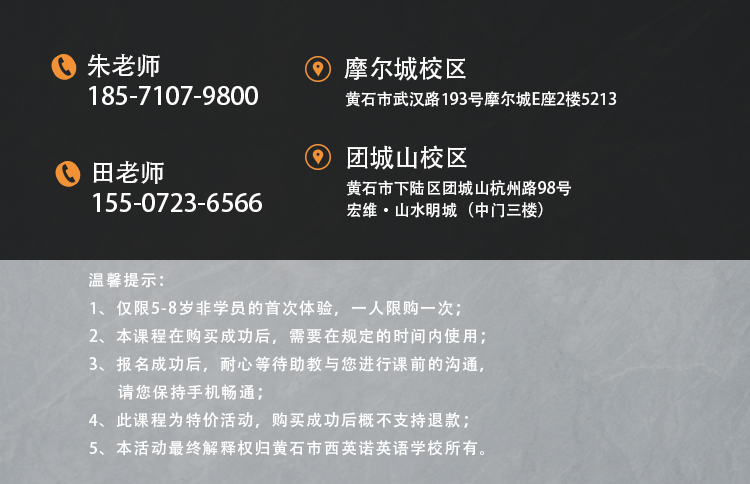 朱老师
185-7107-9800
摩尔城校区
黄石市武汉路193号摩尔城E座2楼5213
田老师
155-0723-6566
团城山校区
黄石市下陆区团城山杭州路98号
宏维·山水明城（中门三楼）
温馨提示：
1、仅限5-8岁非学员的首次体验，一人限购一次；
2、本课程在购买成功后，需要在规定的时间内使用；
3、报名成功后，耐心等待助教与您进行课前的沟通，
请您保持手机畅通；
4、此课程为特价活动，购买成功后概不支持退款；
5、本活动最终解释权归黄石市西英诺英语学校所有。